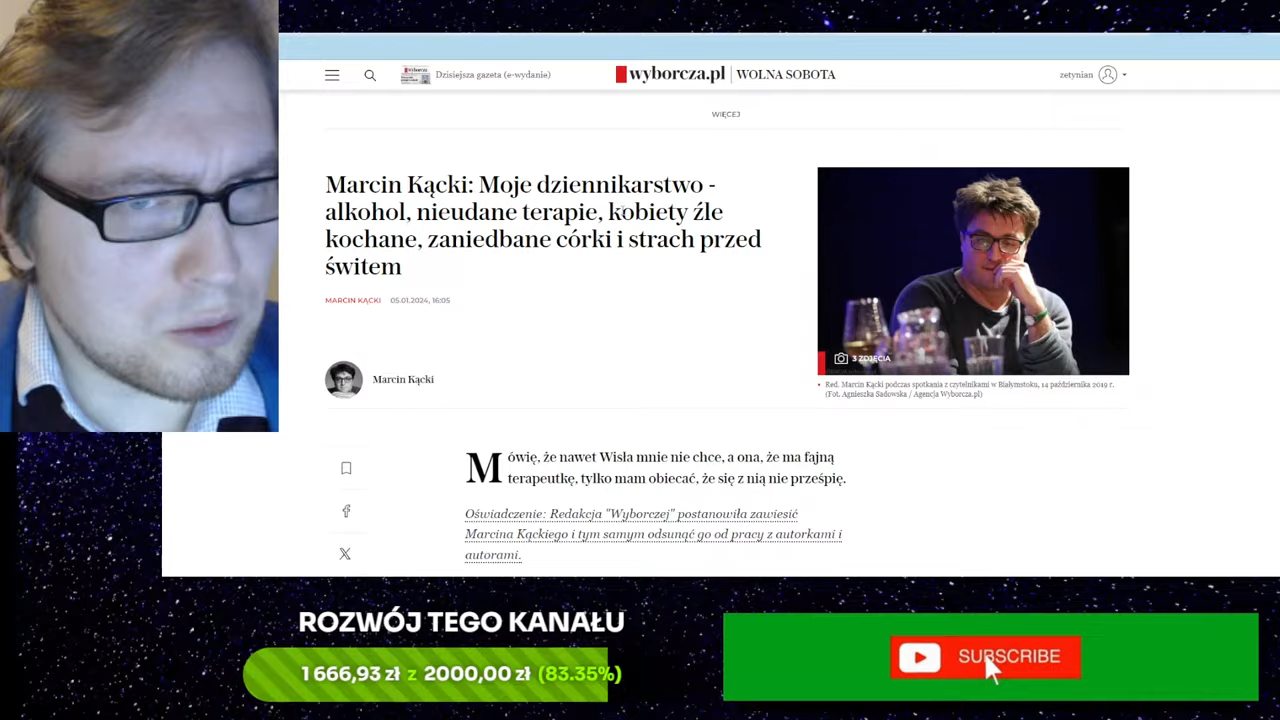 Dzisiejsza gazeta (e-wydanie)
wyborcza.pl | WOLNA SOBOTA
zetynian
WIĘCEJ
Marcin Kącki: Moje dziennikarstwo -
alkohol, nieudane terapie, kobiety źle
kochane, zaniedbane córki i strach przed
świtem
MARCIN KĄCKI 05.01.2024, 16:05
3 ZDJĘCIA
Red. Marcin Kącki podczas spotkania z czytelnikami w Białymstoku, 14 października 2019 r.
(Fot. Agnieszka Sadowska / Agencja Wyborcza.pl)
Marcin Kącki
Mówię, że nawet Wisła mnie nie chce, a ona, że ma fajną
terapeutkę, tylko mam obiecać, że się z nią nie prześpię.
Oświadczenie: Redakcja "Wyborczej" postanowiła zawiesić
Marcina Kąckiego i tym samym odsunąć go od pracy z autorkami i
autorami.
ROZWÓJ TEGO KANAŁU
1 666,93 zł z 2000,00 zł (83.35%)
SUBSCRIBE